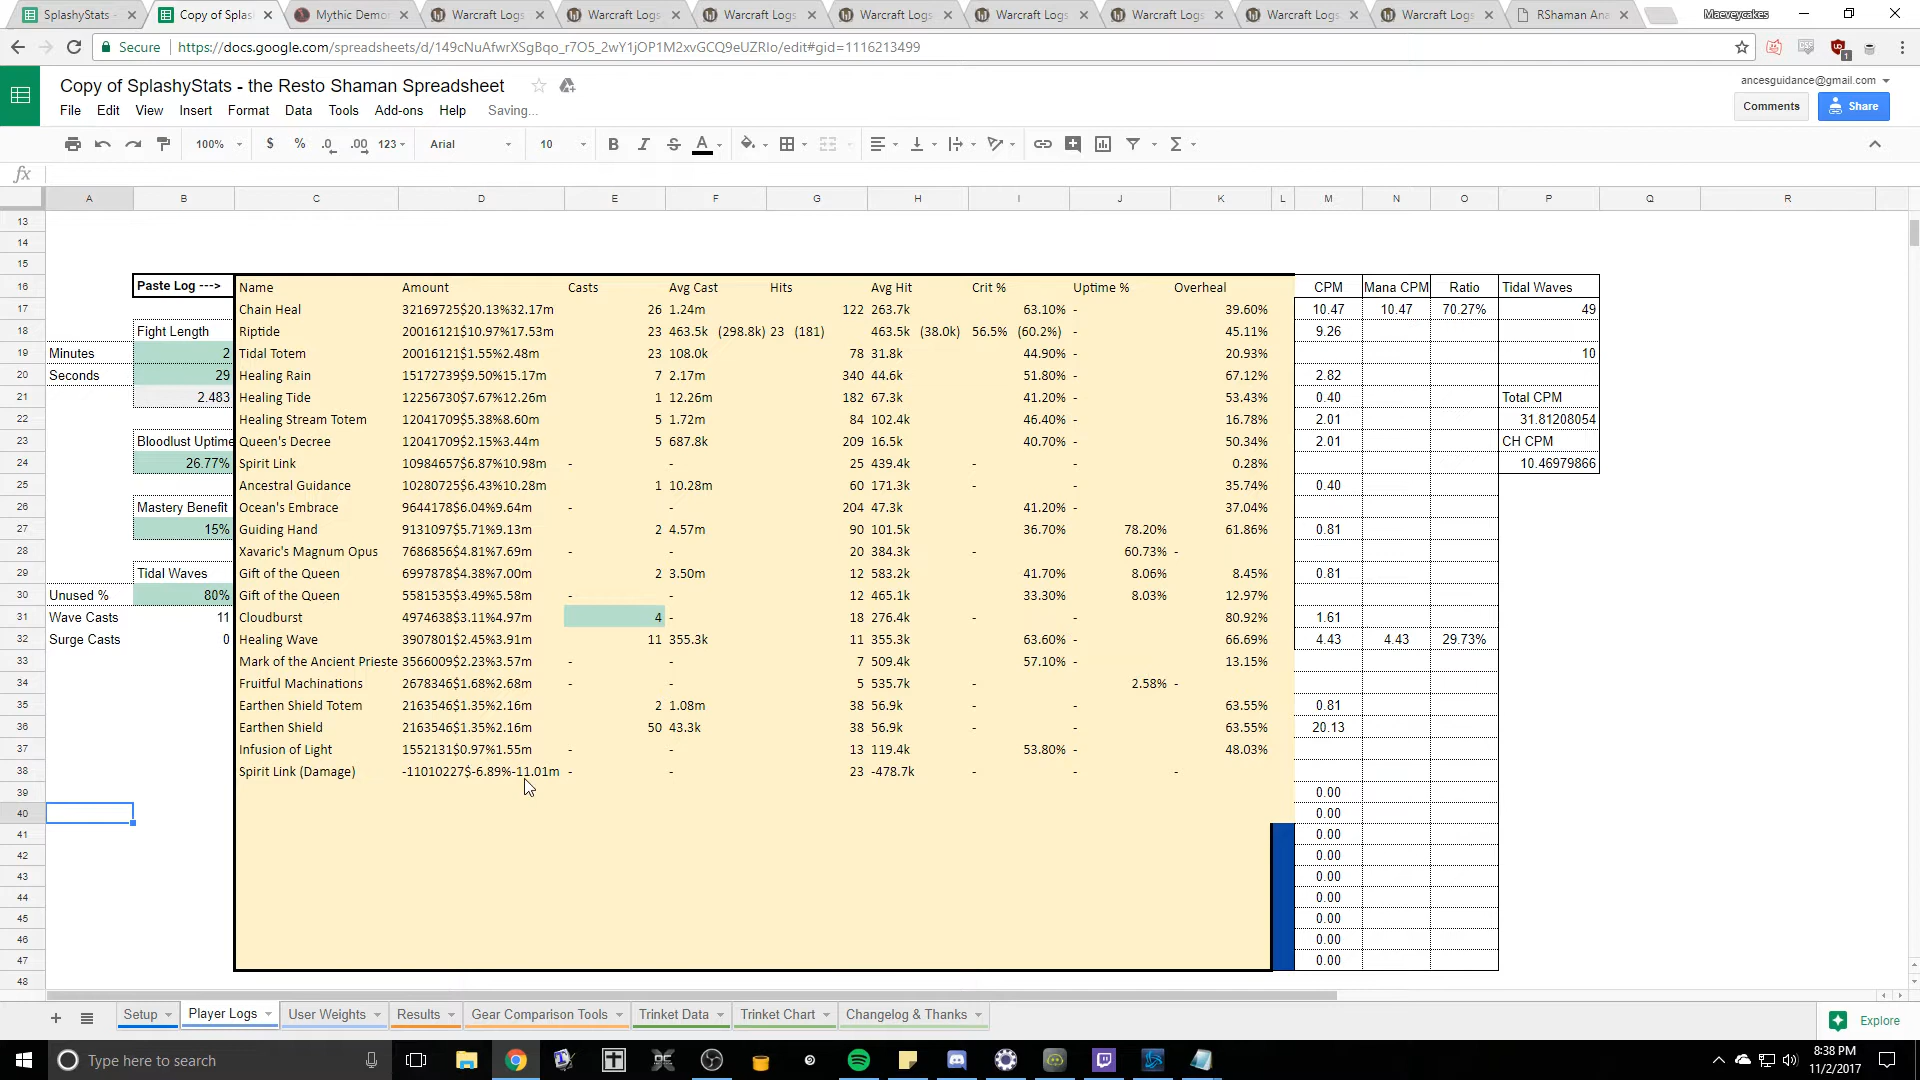 SplashyStats - Copy of Splas Mythic Demo Warcraft Logs Warcraft Logs Warcraft Logs Warcraft Logs Warcraft Logs Warcraft Logs Warcraft Logs Warcraft Logs RShaman Ana Maeveycakes
Secure https://docs.google.com/spreadsheets/d/149cNuAfwrXSgBqo_r7O5_2wY1jOP1M2xvGCQ9eUZRIo/edit#gid=1116213499
Copy of SplashyStats - the Resto Shaman Spreadsheet ancesguidance@gmail.com
File Edit View Insert Format Data Tools Add-ons Help Saving... Comments Share
100% $ % .0 .00 123 Arial 10 B I S A Σ
fx
A B C D E F G H I J K L M N O P Q R
13
14
15
16 Paste Log ---> Name Amount Casts Avg Cast Hits Avg Hit Crit % Uptime % Overheal CPM Mana CPM Ratio Tidal Waves
17 Chain Heal 32169725$20.13%32.17m 26 1.24m 122 263.7k 63.10% - 39.60% 10.47 10.47 70.27% 49
18 Fight Length Riptide 20016121$10.97%17.53m 23 463.5k (298.8k) 23 (181) 463.5k (38.0k) 56.5% (60.2%) - 45.11% 9.26
19 Minutes 2 Tidal Totem 20016121$1.55%2.48m 23 108.0k 78 31.8k 44.90% - 20.93% 10
20 Seconds 29 Healing Rain 15172739$9.50%15.17m 7 2.17m 340 44.6k 51.80% - 67.12% 2.82
21 2.483 Healing Tide 12256730$7.67%12.26m 1 12.26m 182 67.3k 41.20% - 53.43% 0.40 Total CPM
22 Healing Stream Totem 12041709$5.38%8.60m 5 1.72m 84 102.4k 46.40% - 16.78% 2.01 31.81208054
23 Bloodlust Uptime Queen's Decree 12041709$2.15%3.44m 5 687.8k 209 16.5k 40.70% - 50.34% 2.01 CH CPM
24 26.77% Spirit Link 10984657$6.87%10.98m - - 25 439.4k - - 0.28% 10.46979866
25 Ancestral Guidance 10280725$6.43%10.28m 1 10.28m 60 171.3k - - 35.74% 0.40
26 Mastery Benefit Ocean's Embrace 9644178$6.04%9.64m - - 204 47.3k 41.20% - 37.04%
27 15% Guiding Hand 9131097$5.71%9.13m 2 4.57m 90 101.5k 36.70% 78.20% 61.86% 0.81
28 Xavaric's Magnum Opus 7686856$4.81%7.69m - - 20 384.3k - 60.73% -
29 Tidal Waves Gift of the Queen 6997878$4.38%7.00m 2 3.50m 12 583.2k 41.70% 8.06% 8.45% 0.81
30 Unused % 80% Gift of the Queen 5581535$3.49%5.58m - - 12 465.1k 33.30% 8.03% 12.97%
31 Wave Casts 11 Cloudburst 4974638$3.11%4.97m 4 - 18 276.4k - - 80.92% 1.61
32 Surge Casts 0 Healing Wave 3907801$2.45%3.91m 11 355.3k 11 355.3k 63.60% - 66.69% 4.43 4.43 29.73%
33 Mark of the Ancient Prieste 3566009$2.23%3.57m - - 7 509.4k 57.10% - 13.15%
34 Fruitful Machinations 2678346$1.68%2.68m - - 5 535.7k - 2.58% -
35 Earthen Shield Totem 2163546$1.35%2.16m 2 1.08m 38 56.9k - - 63.55% 0.81
36 Earthen Shield 2163546$1.35%2.16m 50 43.3k 38 56.9k - - 63.55% 20.13
37 Infusion of Light 1552131$0.97%1.55m - - 13 119.4k 53.80% - 48.03%
38 Spirit Link (Damage) -11010227$-6.89%-11.01m - - 23 -478.7k - - -
39 0.00
40 0.00
41 0.00
42 0.00
43 0.00
44 0.00
45 0.00
46 0.00
47 0.00
48
Setup Player Logs User Weights Results Gear Comparison Tools Trinket Data Trinket Chart Changelog & Thanks Explore
Type here to search 8:38 PM
11/2/2017